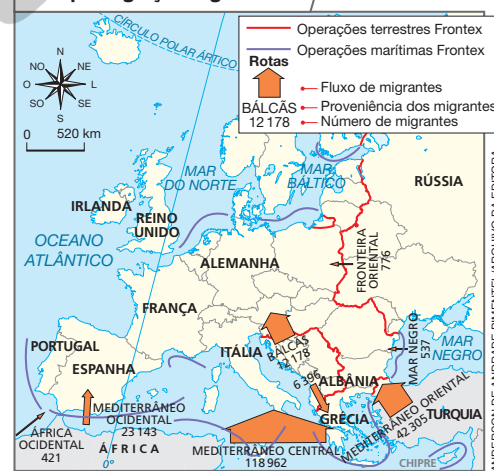 Operações terrestres Frontex
Operações marítimas Frontex
Rotas
Fluxo de migrantes
BÁLCÃS
Proveniência dos migrantes
12 178
Número de migrantes
CÍRCULO POLAR ÁRTICO
N
NO
NE
O
L
SO
SE
S
0
520 km
MAR
DO NORTE
MAR
BÁLTICO
RÚSSIA
IRLANDA
REINO
UNIDO
OCEANO
ATLÂNTICO
ALEMANHA
FRONTEIRA
ORIENTAL
776
FRANÇA
PORTUGAL
ESPANHA
ITÁLIA
BÁLCÃS
12 178
6 396
ALBÂNIA
MAR NEGRO
537
MAR
NEGRO
GRÉCIA
MEDITERRÂNEO ORIENTAL
42 305
TURQUIA
MEDITERRÂNEO
OCIDENTAL
23 143
ÁFRICA
OCIDENTAL
421
ÁFRICA
MEDITERRÂNEO CENTRAL
118 962
CHIPRE
0°